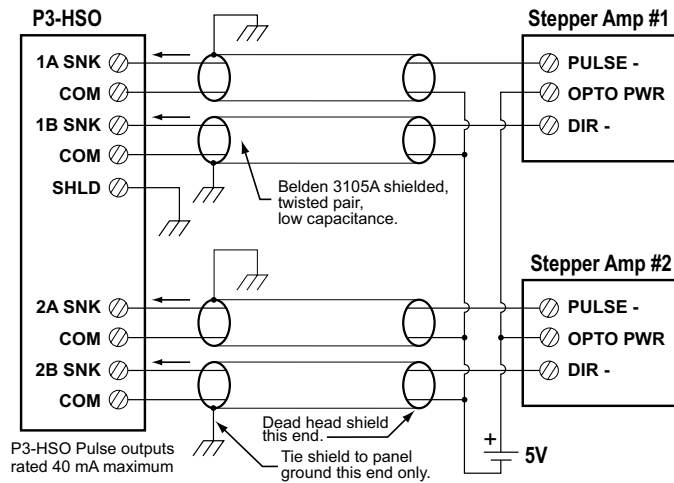 P3-HSO
Stepper Amp #1
1A SNK
COM
1B SNK
COM
SHLD
PULSE -
OPTO PWR
DIR -
Belden 3105A shielded,
twisted pair,
low capacitance.
Stepper Amp #2
2A SNK
COM
2B SNK
COM
PULSE -
OPTO PWR
DIR -
Dead head shield
this end.
Tie shield to panel
ground this end only.
+
5V
P3-HSO Pulse outputs
rated 40 mA maximum